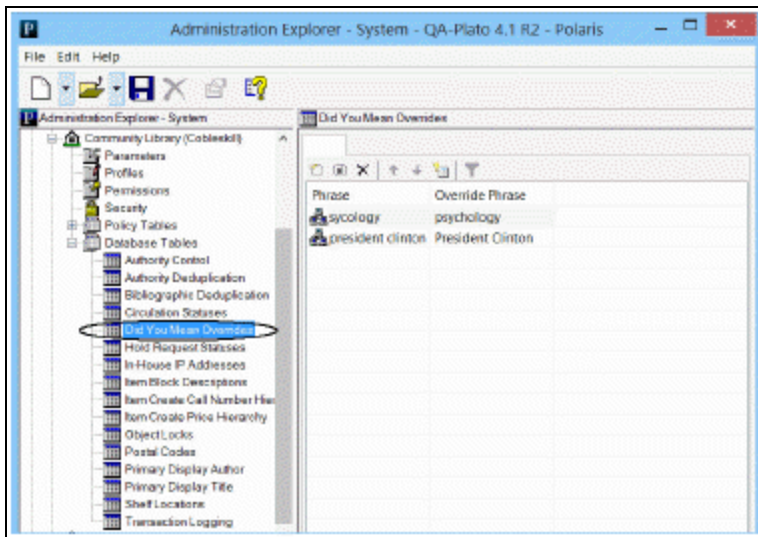 Administration Explorer - System - QA-Plato 4.1 R2 - Polaris
File Edit Help
Administration Explorer - System
Community Library (Cobleskill)
Parameters
Profiles
Permissions
Security
Policy Tables
Database Tables
Authority Control
Authority Deduplication
Bibliographic Deduplication
Circulation Statuses
Did You Mean Overrides
Hold Request Statuses
In-House IP Addresses
Item Block Descriptions
Item Create Call Number Hie
Item Create Price Hierarchy
Object Locks
Postal Codes
Primary Display Author
Primary Display Title
Shelf Locations
Transaction Logging
Did You Mean Overrides
Phrase Override Phrase
sycology psychology
president clinton President Clinton